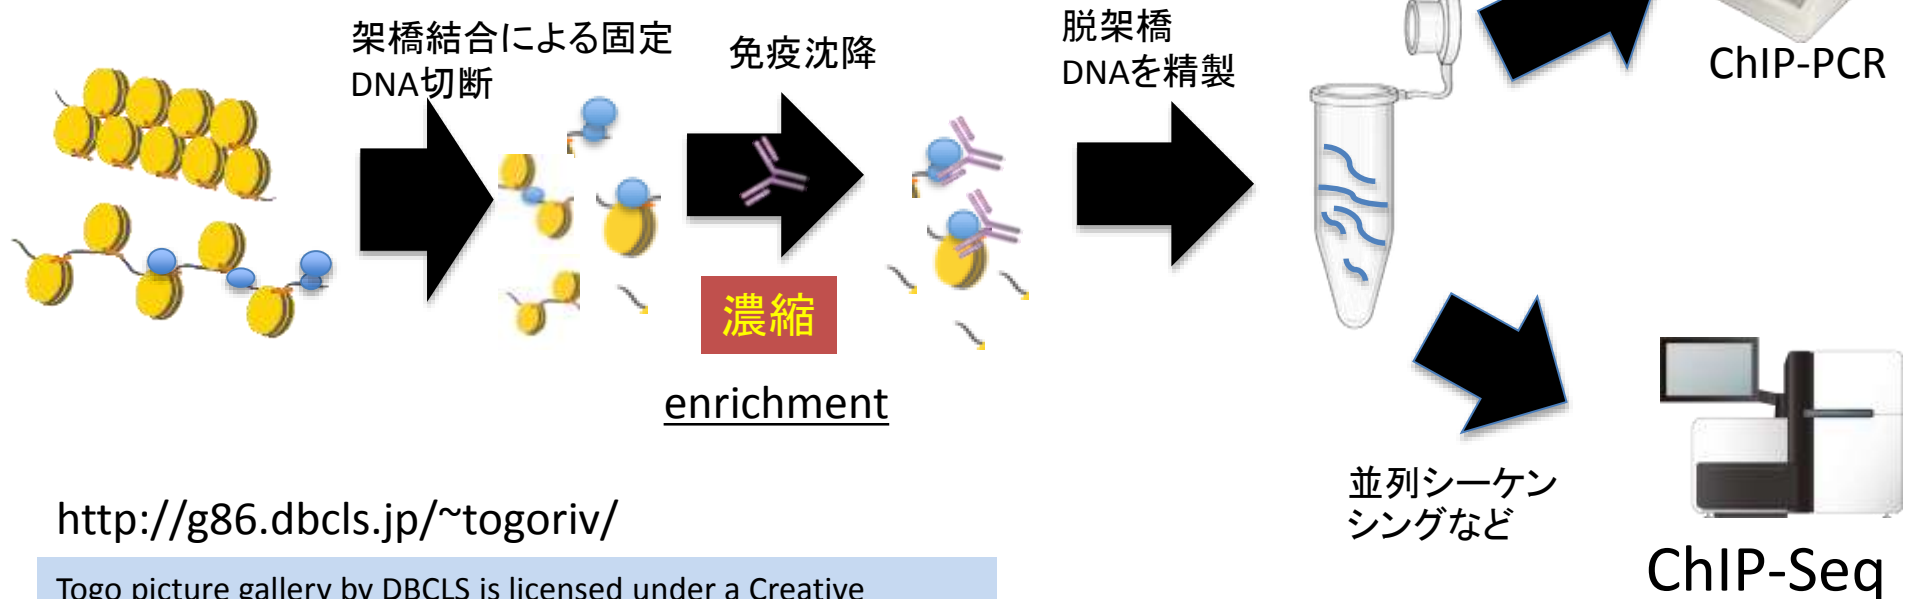 架橋結合による固定
DNA切断
免疫沈降
脱架橋
DNAを精製
ChIP-PCR
濃縮
enrichment
並列シーケン
シングなど
ChIP-Seq
http://g86.dbcls.jp/~togoriv/
Togo picture gallery by DBCLS is licensed under a Creative